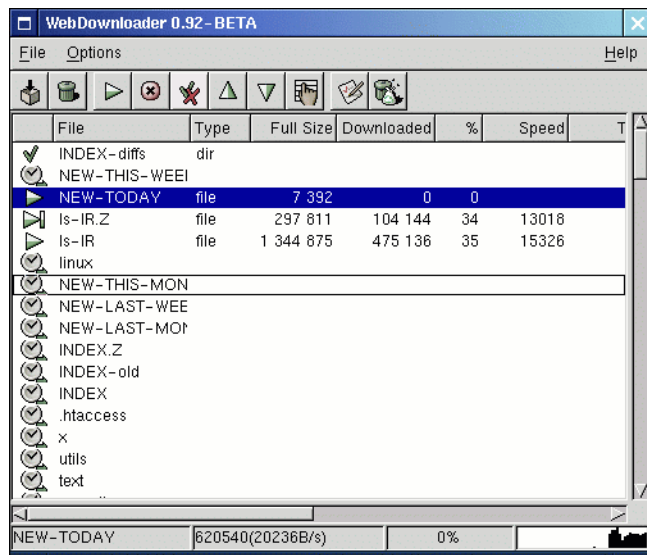 WebDownloader 0.92-BETA
File Options Help
File Type Full Size Downloaded % Speed T
INDEX-diffs dir
NEW-THIS-WEEI
NEW-TODAY file 7 392 0 0
ls-lR.Z file 297 811 104 144 34 13018
ls-lR file 1 344 875 475 136 35 15326
linux
NEW-THIS-MON
NEW-LAST-WEE
NEW-LAST-MON
INDEX.Z
INDEX-old
INDEX
.htaccess
x
utils
text
NEW-TODAY 620540(20236B/s) 0%